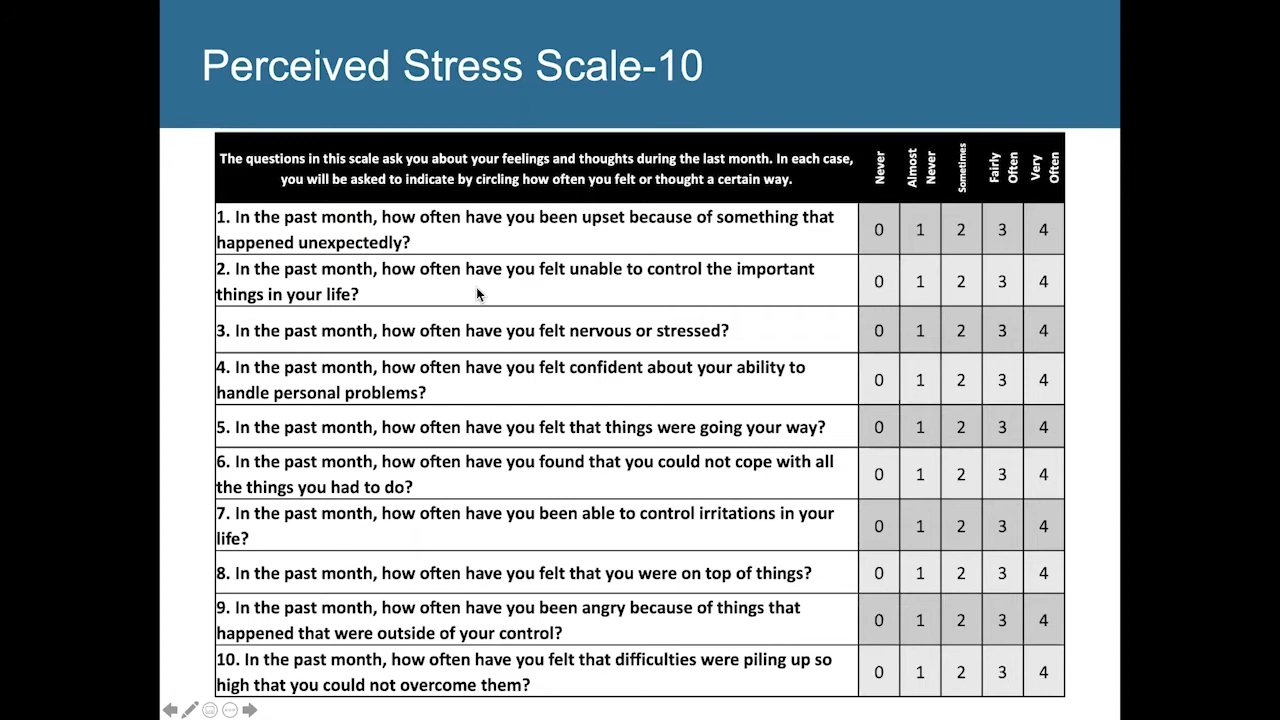 Perceived Stress Scale-10
The questions in this scale ask you about your feelings and thoughts during the last month. In each case,
you will be asked to indicate by circling how often you felt or thought a certain way.
Never
Almost
Never
Sometimes
Fairly
Often
Very
Often
1. In the past month, how often have you been upset because of something that
happened unexpectedly?
0 1 2 3 4
2. In the past month, how often have you felt unable to control the important
things in your life?
0 1 2 3 4
3. In the past month, how often have you felt nervous or stressed?
0 1 2 3 4
4. In the past month, how often have you felt confident about your ability to
handle personal problems?
0 1 2 3 4
5. In the past month, how often have you felt that things were going your way?
0 1 2 3 4
6. In the past month, how often have you found that you could not cope with all
the things you had to do?
0 1 2 3 4
7. In the past month, how often have you been able to control irritations in your
life?
0 1 2 3 4
8. In the past month, how often have you felt that you were on top of things?
0 1 2 3 4
9. In the past month, how often have you been angry because of things that
happened that were outside of your control?
0 1 2 3 4
10. In the past month, how often have you felt that difficulties were piling up so
high that you could not overcome them?
0 1 2 3 4